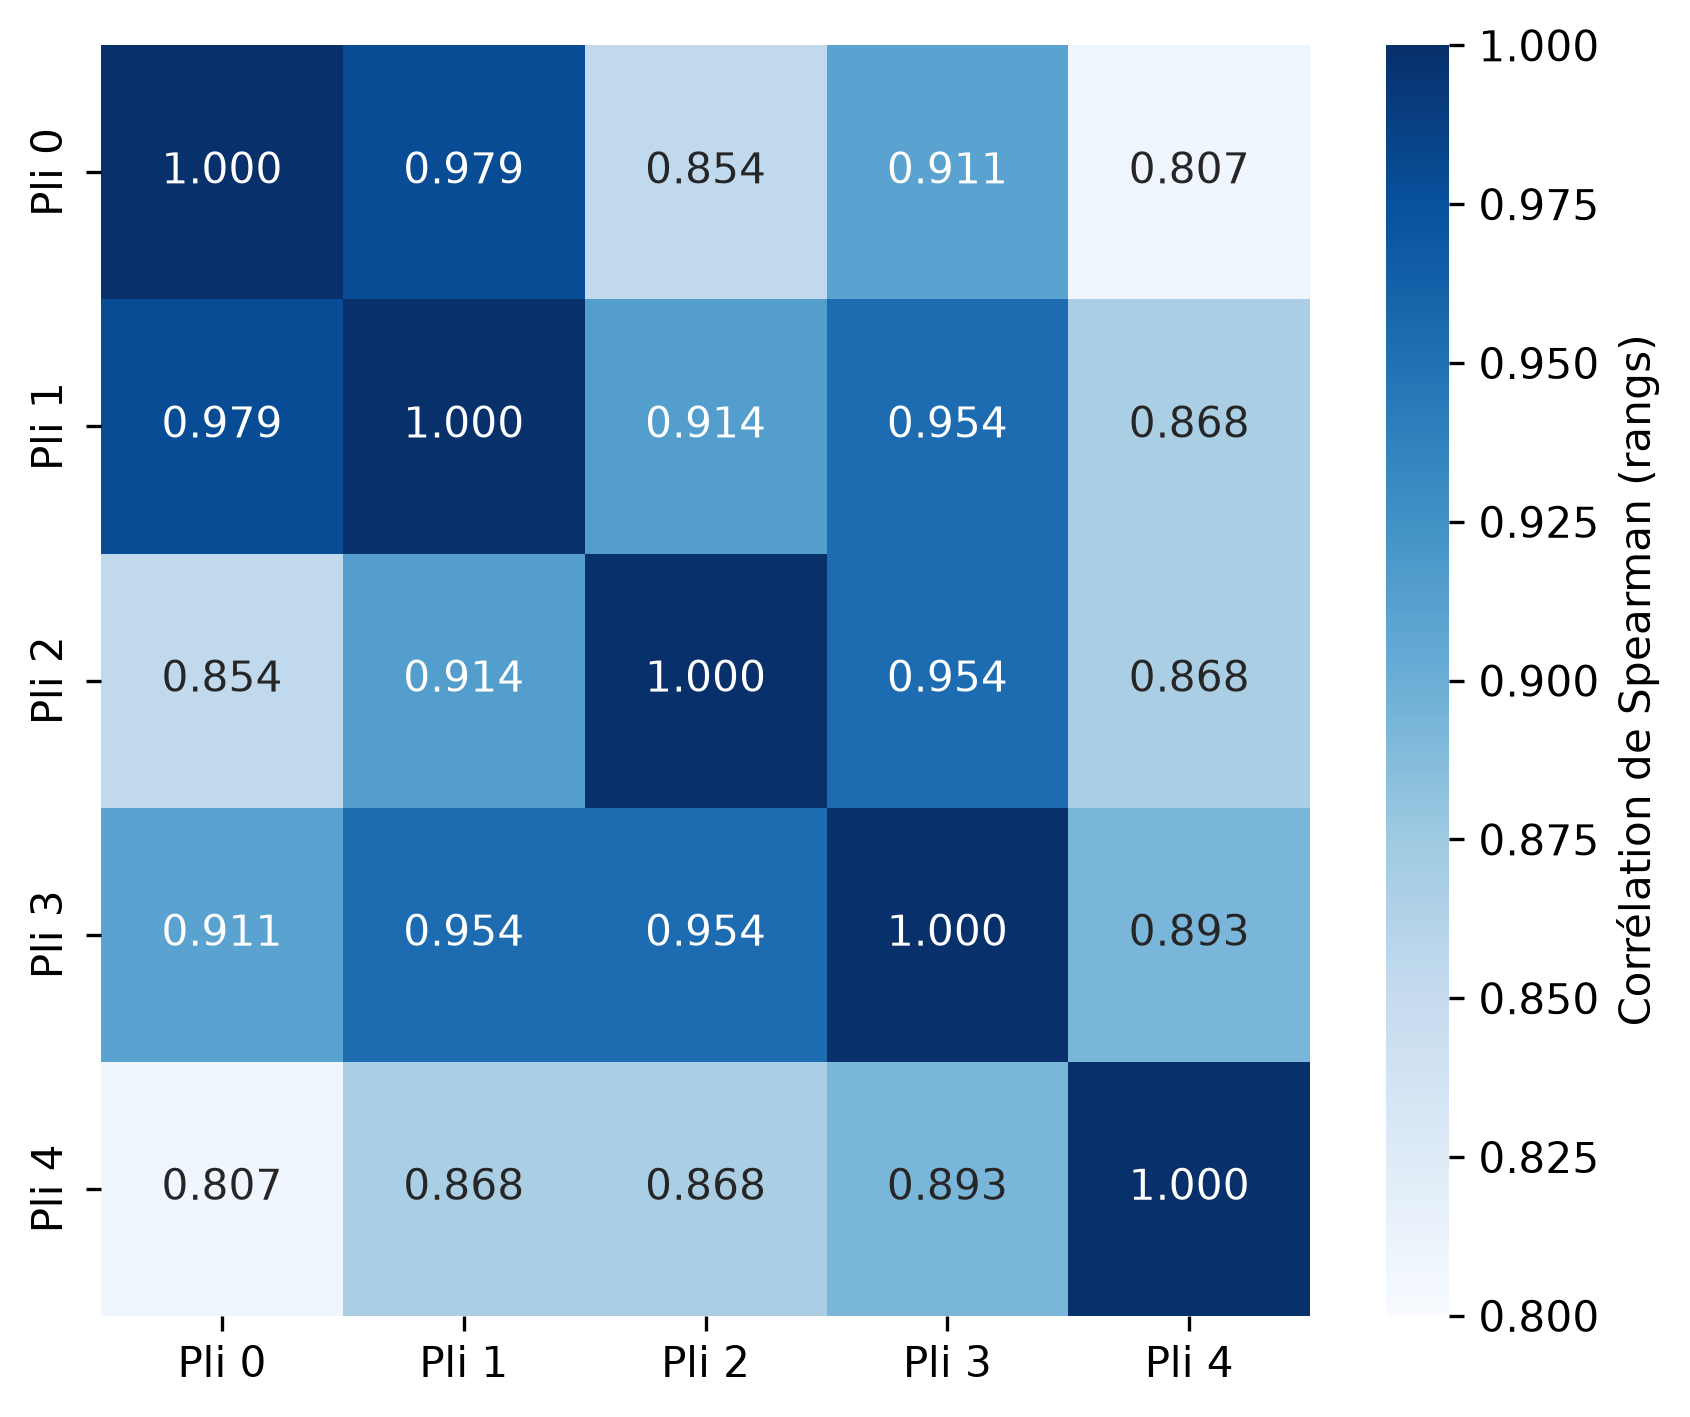 Pli 0 1.000 0.979 0.854 0.911 0.807
Pli 1 0.979 1.000 0.914 0.954 0.868
Pli 2 0.854 0.914 1.000 0.954 0.868
Pli 3 0.911 0.954 0.954 1.000 0.893
Pli 4 0.807 0.868 0.868 0.893 1.000
Pli 0 Pli 1 Pli 2 Pli 3 Pli 4
1.000
0.975
0.950
0.925
0.900
0.875
0.850
0.825
0.800
Corrélation de Spearman (rangs)